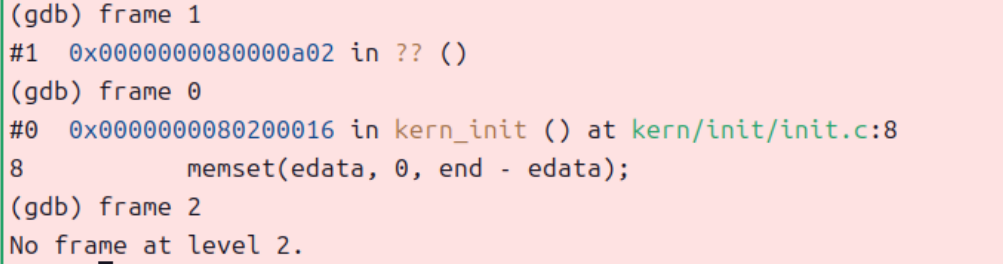 (gdb) frame 1
#1  0x0000000080000a02 in ?? ()
(gdb) frame 0
#0  0x0000000080200016 in kern_init () at kern/init/init.c:8
8           memset(edata, 0, end - edata);
(gdb) frame 2
No frame at level 2.